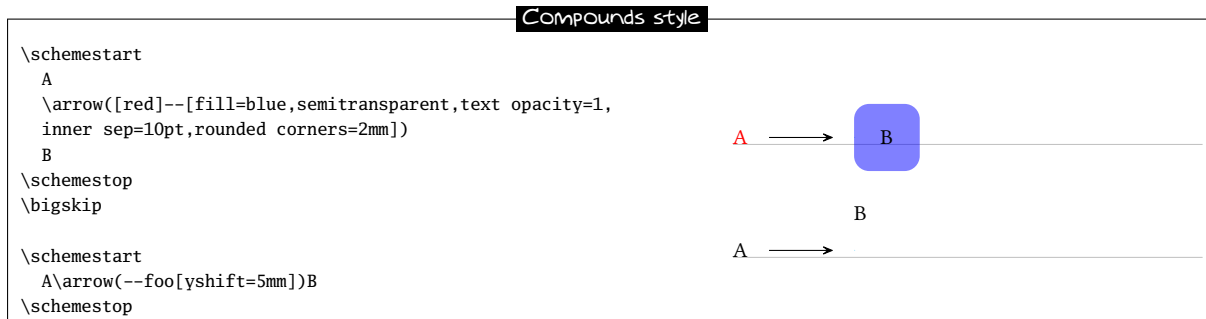 Compounds style
\schemestart
A
\arrow([red]--[fill=blue,semitransparent,text opacity=1,
inner sep=10pt,rounded corners=2mm])
B
\schemestop
\bigskip
\schemestart
A\arrow(--foo[yshift=5mm])B
\schemestop
A B
B
A